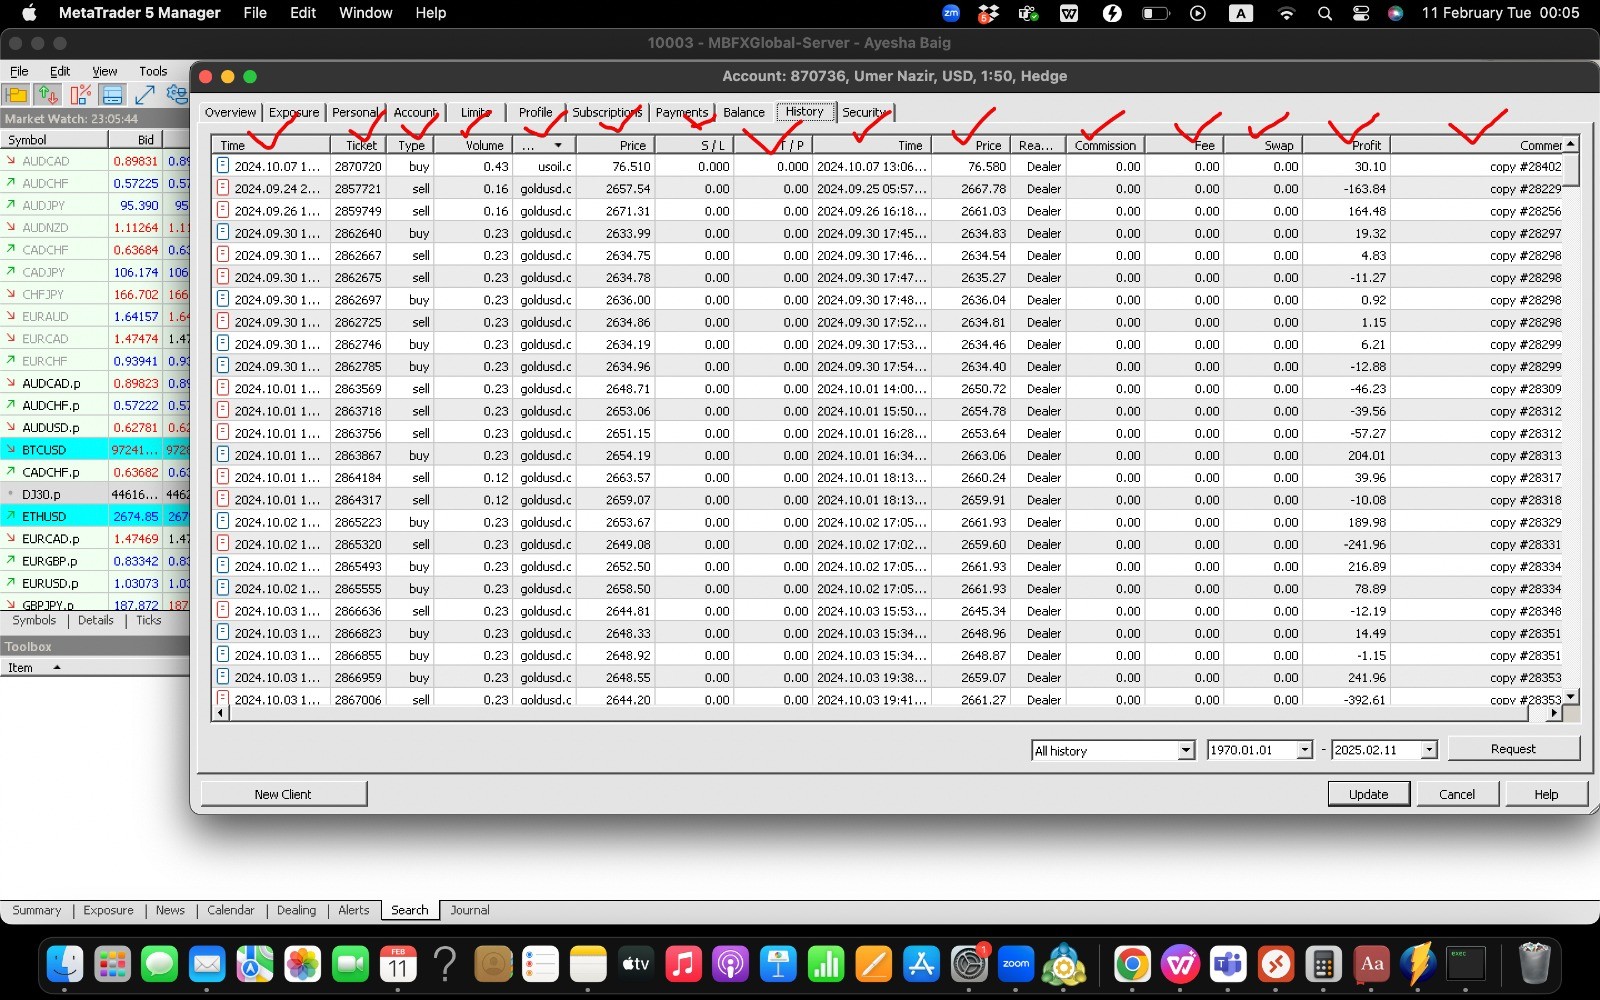 MetaTrader 5 Manager File Edit Window Help
11 February Tue 00:05
10003 - MBFXGlobal-Server - Ayesha Baig
File Edit View Tools
Account: 870736, Umer Nazir, USD, 1:50, Hedge
Overview Exposure Personal Account Limits Profile Subscriptions Payments Balance History Security
Market Watch: 23:05:44
Symbol Bid
AUDCAD 0.89831 0.89
AUDCHF 0.57225 0.57
AUDJPY 95.390 95
AUDNZD 1.11264 1.11
CADCHF 0.63684 0.63
CADJPY 106.174 106
CHFJPY 166.702 166
EURAUD 1.64157 1.64
EURCAD 1.47474 1.47
EURCHF 0.93941 0.93
AUDCAD.p 0.89823 0.89
AUDCHF.p 0.57222 0.57
AUDUSD.p 0.62781 0.62
BTCUSD 97241... 9728
CADCHF.p 0.63682 0.63
DJ30.p 44616... 4462
ETHUSD 2674.85 267
EURCAD.p 1.47469 1.47
EURGBP.p 0.83342 0.83
EURUSD.p 1.03073 1.03
GBPJPY.p 187.872 187
Symbols Details Ticks
Toolbox
Item
Time Ticket Type Volume ... Price S / L T / P Time Price Rea... Commission Fee Swap Profit Commer
2024.10.07 1... 2870720 buy 0.43 usoil.c 76.510 0.000 0.000 2024.10.07 13:06... 76.580 Dealer 0.00 0.00 0.00 30.10 copy #28402
2024.09.24 2... 2857721 sell 0.16 goldusd.c 2657.54 0.00 0.00 2024.09.25 05:57... 2667.78 Dealer 0.00 0.00 0.00 -163.84 copy #28229
2024.09.26 1... 2859749 sell 0.16 goldusd.c 2671.31 0.00 0.00 2024.09.26 16:18... 2661.03 Dealer 0.00 0.00 0.00 164.48 copy #28256
2024.09.30 1... 2862640 buy 0.23 goldusd.c 2633.99 0.00 0.00 2024.09.30 17:45... 2634.83 Dealer 0.00 0.00 0.00 19.32 copy #28297
2024.09.30 1... 2862667 sell 0.23 goldusd.c 2634.75 0.00 0.00 2024.09.30 17:46... 2634.54 Dealer 0.00 0.00 0.00 4.83 copy #28298
2024.09.30 1... 2862675 sell 0.23 goldusd.c 2634.78 0.00 0.00 2024.09.30 17:47... 2635.27 Dealer 0.00 0.00 0.00 -11.27 copy #28298
2024.09.30 1... 2862697 buy 0.23 goldusd.c 2636.00 0.00 0.00 2024.09.30 17:48... 2636.04 Dealer 0.00 0.00 0.00 0.92 copy #28298
2024.09.30 1... 2862725 sell 0.23 goldusd.c 2634.86 0.00 0.00 2024.09.30 17:52... 2634.81 Dealer 0.00 0.00 0.00 1.15 copy #28298
2024.09.30 1... 2862746 buy 0.23 goldusd.c 2634.19 0.00 0.00 2024.09.30 17:53... 2634.46 Dealer 0.00 0.00 0.00 6.21 copy #28299
2024.09.30 1... 2862785 buy 0.23 goldusd.c 2634.96 0.00 0.00 2024.09.30 17:54... 2634.40 Dealer 0.00 0.00 0.00 -12.88 copy #28299
2024.10.01 1... 2863569 sell 0.23 goldusd.c 2648.71 0.00 0.00 2024.10.01 14:00... 2650.72 Dealer 0.00 0.00 0.00 -46.23 copy #28309
2024.10.01 1... 2863718 sell 0.23 goldusd.c 2653.06 0.00 0.00 2024.10.01 15:50... 2654.78 Dealer 0.00 0.00 0.00 -39.56 copy #28312
2024.10.01 1... 2863756 sell 0.23 goldusd.c 2651.15 0.00 0.00 2024.10.01 16:28... 2653.64 Dealer 0.00 0.00 0.00 -57.27 copy #28312
2024.10.01 1... 2863867 buy 0.23 goldusd.c 2654.19 0.00 0.00 2024.10.01 16:34... 2663.06 Dealer 0.00 0.00 0.00 204.01 copy #28313
2024.10.01 1... 2864184 sell 0.12 goldusd.c 2663.57 0.00 0.00 2024.10.01 18:13... 2660.24 Dealer 0.00 0.00 0.00 39.96 copy #28317
2024.10.01 1... 2864317 sell 0.12 goldusd.c 2659.07 0.00 0.00 2024.10.01 18:13... 2659.91 Dealer 0.00 0.00 0.00 -10.08 copy #28318
2024.10.02 1... 2865223 buy 0.23 goldusd.c 2653.67 0.00 0.00 2024.10.02 17:05... 2661.93 Dealer 0.00 0.00 0.00 189.98 copy #28329
2024.10.02 1... 2865320 sell 0.23 goldusd.c 2649.08 0.00 0.00 2024.10.02 17:02... 2659.60 Dealer 0.00 0.00 0.00 -241.96 copy #28331
2024.10.02 1... 2865493 buy 0.23 goldusd.c 2652.50 0.00 0.00 2024.10.02 17:05... 2661.93 Dealer 0.00 0.00 0.00 216.89 copy #28334
2024.10.02 1... 2865555 buy 0.23 goldusd.c 2658.50 0.00 0.00 2024.10.02 17:05... 2661.93 Dealer 0.00 0.00 0.00 78.89 copy #28334
2024.10.03 1... 2866636 sell 0.23 goldusd.c 2644.81 0.00 0.00 2024.10.03 15:53... 2645.34 Dealer 0.00 0.00 0.00 -12.19 copy #28348
2024.10.03 1... 2866823 buy 0.23 goldusd.c 2648.33 0.00 0.00 2024.10.03 15:34... 2648.96 Dealer 0.00 0.00 0.00 14.49 copy #28351
2024.10.03 1... 2866855 buy 0.23 goldusd.c 2648.92 0.00 0.00 2024.10.03 15:34... 2648.87 Dealer 0.00 0.00 0.00 -1.15 copy #28351
2024.10.03 1... 2866959 buy 0.23 goldusd.c 2648.55 0.00 0.00 2024.10.03 19:38... 2659.07 Dealer 0.00 0.00 0.00 241.96 copy #28353
2024.10.03 1... 2867006 sell 0.23 goldusd.c 2644.20 0.00 0.00 2024.10.03 19:41... 2661.27 Dealer 0.00 0.00 0.00 -392.61 copy #28353
All history 1970.01.01 - 2025.02.11 Request
New Client Update Cancel Help
Summary Exposure News Calendar Dealing Alerts Search Journal
FEB
11
tv
zoom
1
Aa
exec